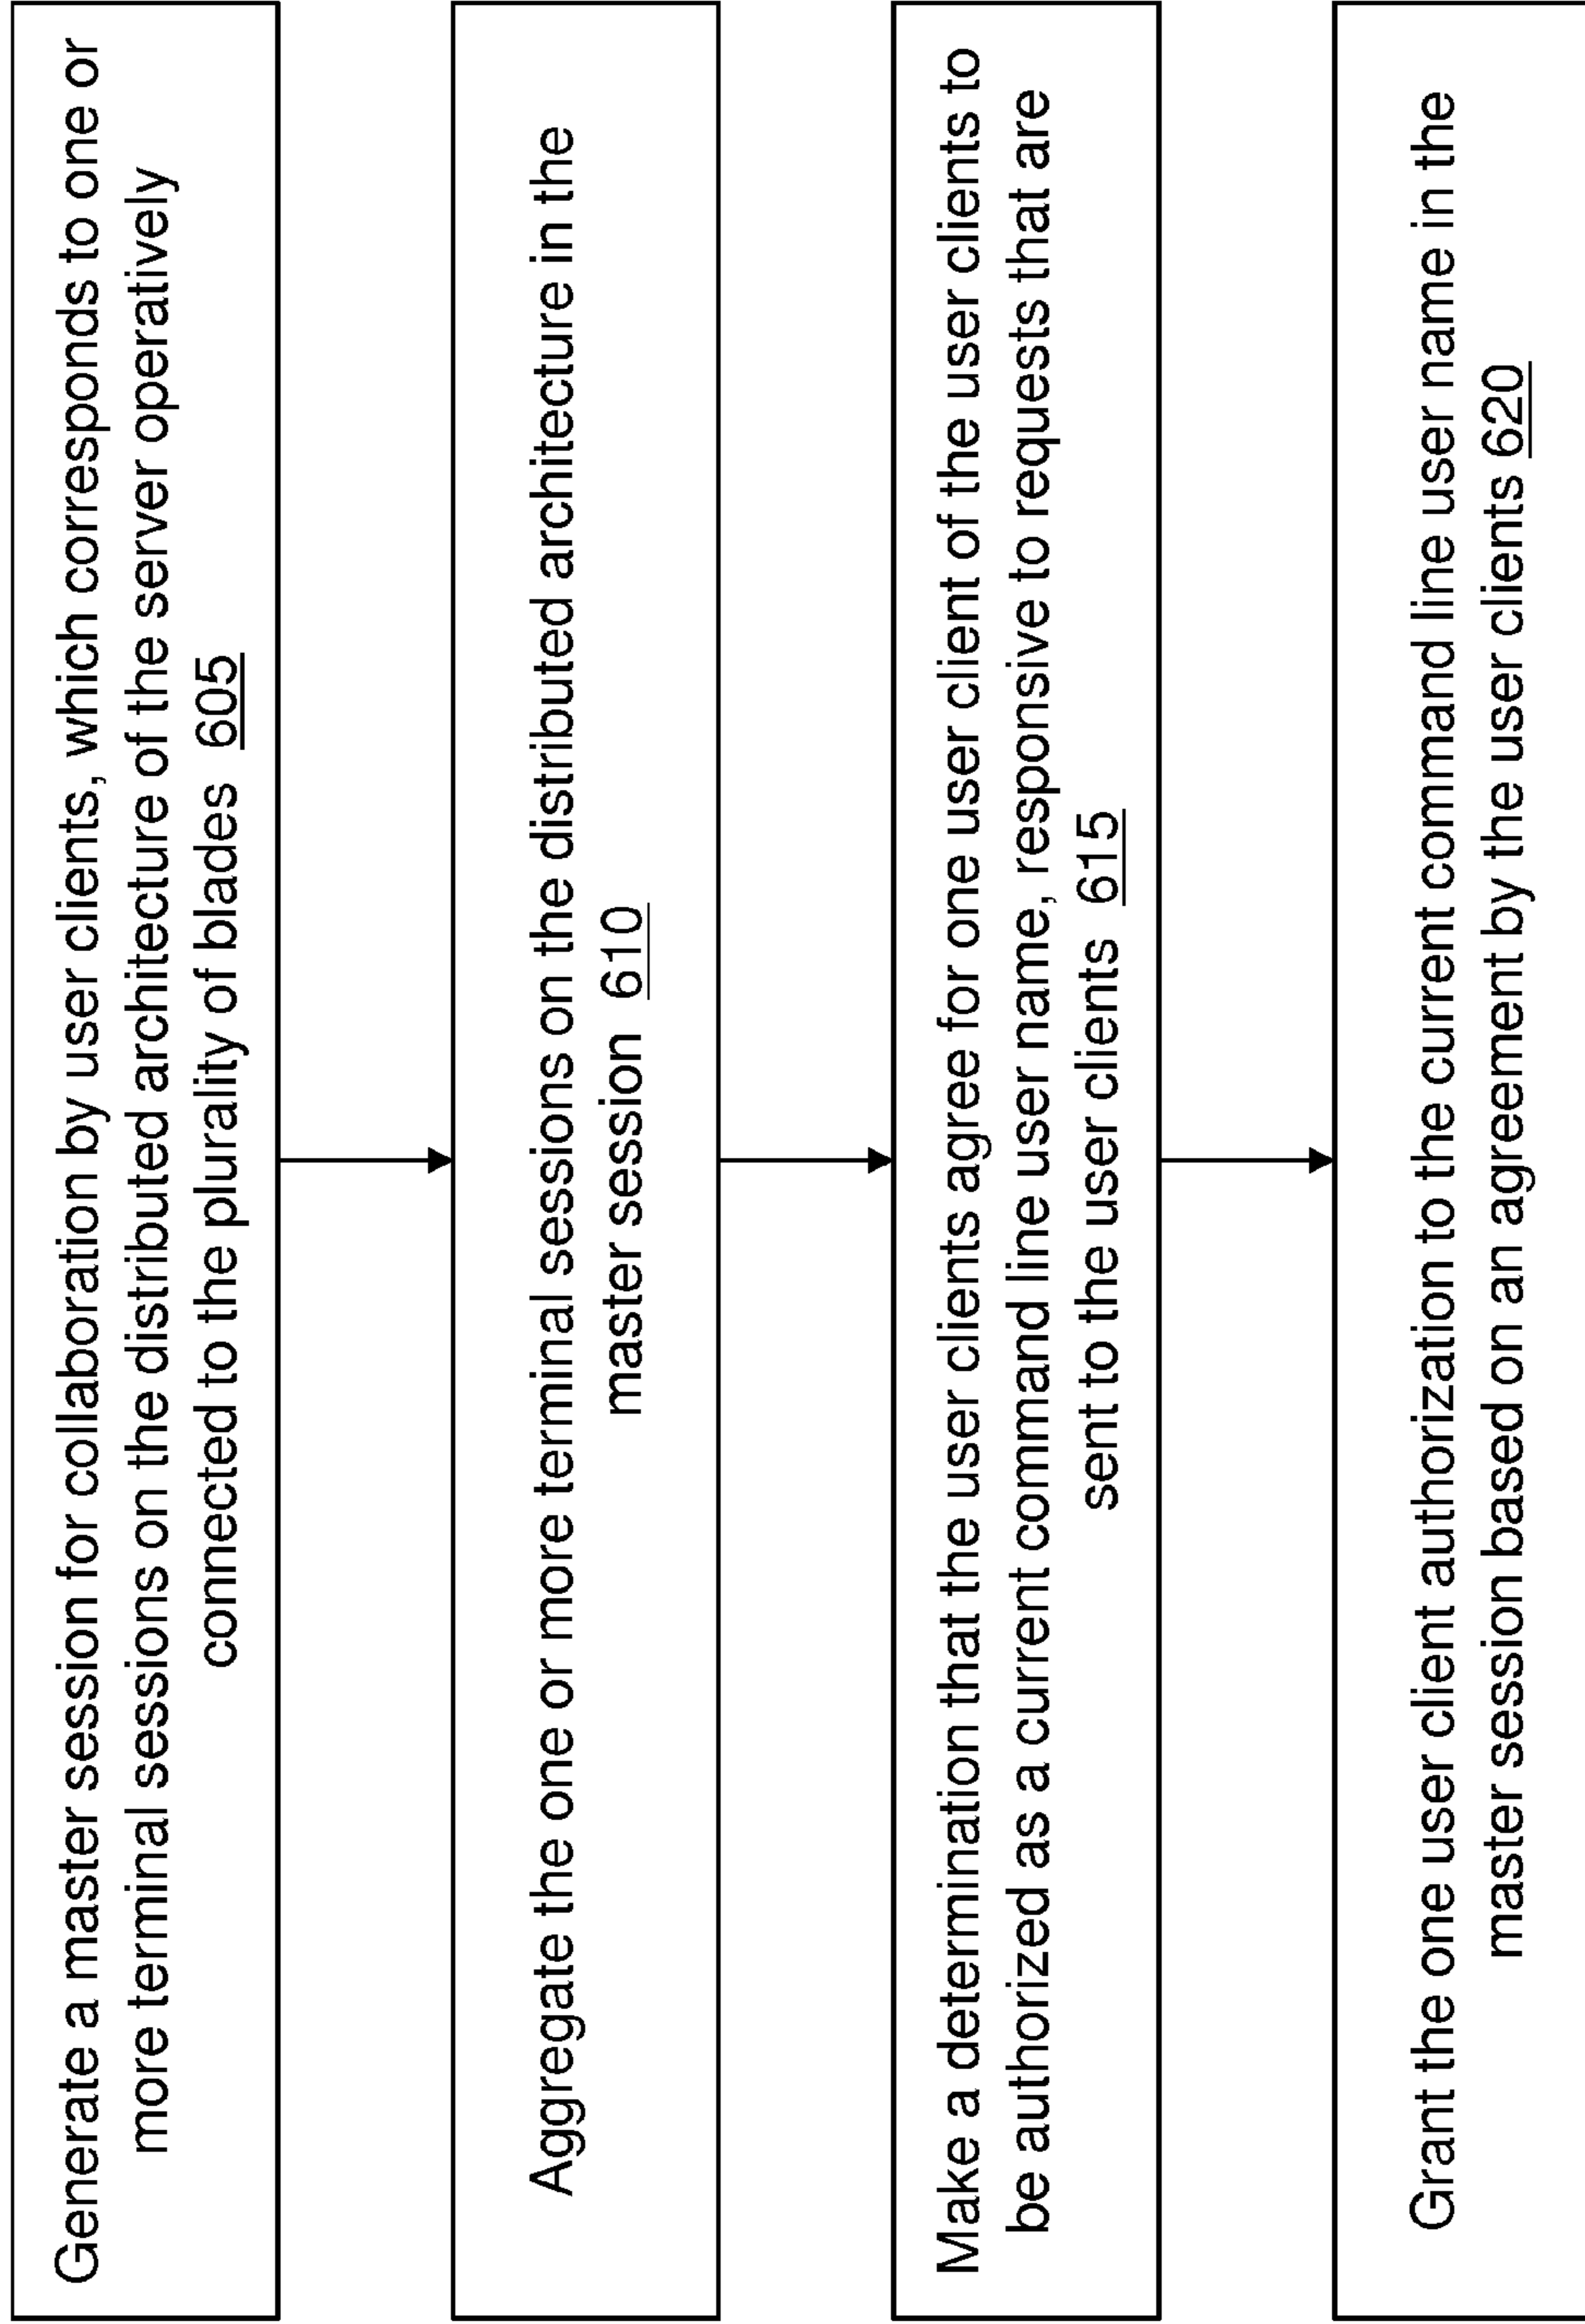 Generate a master session for collaboration by user clients, which corresponds to one or
more terminal sessions on the distributed architecture of the server operatively
connected to the plurality of blades 605
Aggregate the one or more terminal sessions on the distributed architecture in the
master session 610
Make a determination that the user clients agree for one user client of the user clients to
be authorized as a current command line user name, responsive to requests that are
sent to the user clients 615
Grant the one user client authorization to the current command line user name in the
master session based on an agreement by the user clients 620